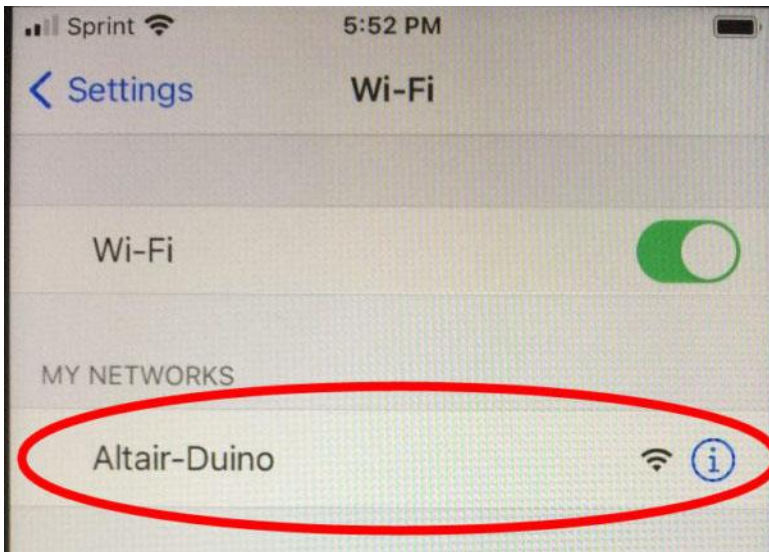 Sprint 5:52 PM
Settings Wi-Fi
Wi-Fi
MY NETWORKS
Altair-Duino